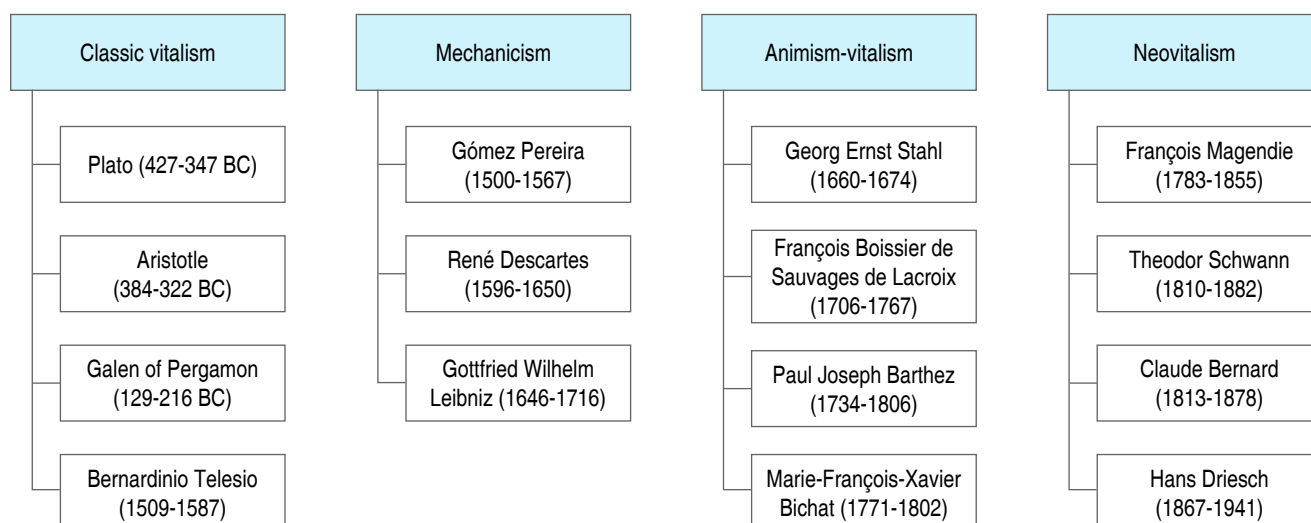 Classic vitalism
Plato (427-347 BC)
Aristotle
(384-322 BC)
Galen of Pergamon
(129-216 BC)
Bernardinio Telesio
(1509-1587)
Mechanicism
Gómez Pereira
(1500-1567)
René Descartes
(1596-1650)
Gottfried Wilhelm
Leibniz (1646-1716)
Animism-vitalism
Georg Ernst Stahl
(1660-1674)
François Boissier de
Sauvages de Lacroix
(1706-1767)
Paul Joseph Barthez
(1734-1806)
Marie-François-Xavier
Bichat (1771-1802)
Neovitalism
François Magendie
(1783-1855)
Theodor Schwann
(1810-1882)
Claude Bernard
(1813-1878)
Hans Driesch
(1867-1941)